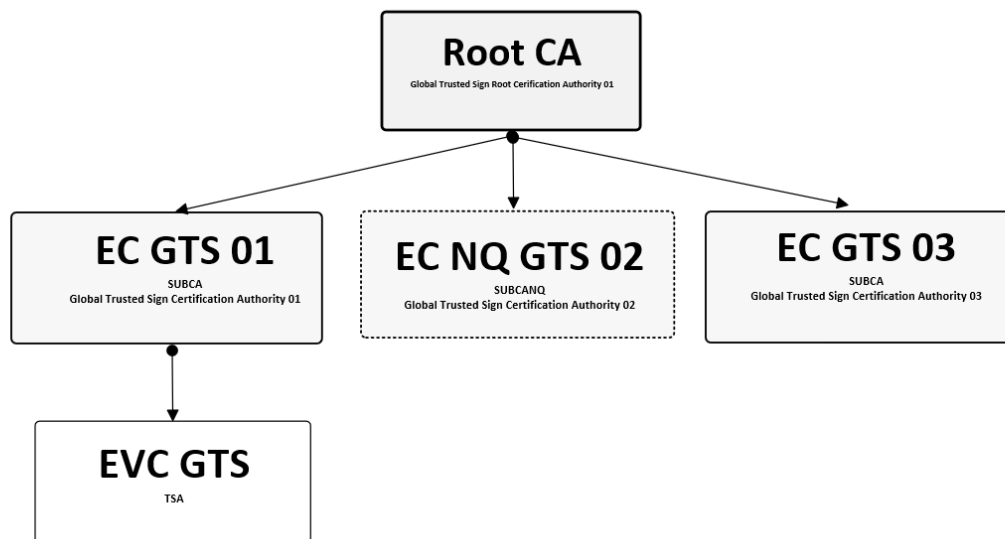 Root CA
Global Trusted Sign Root Cerification Authority 01
EC GTS 01
SUBCA
Global Trusted Sign Certification Authority 01
EC NQ GTS 02
SUBCANQ
Global Trusted Sign Certification Authority 02
EC GTS 03
SUBCA
Global Trusted Sign Certification Authority 03
EVC GTS
TSA